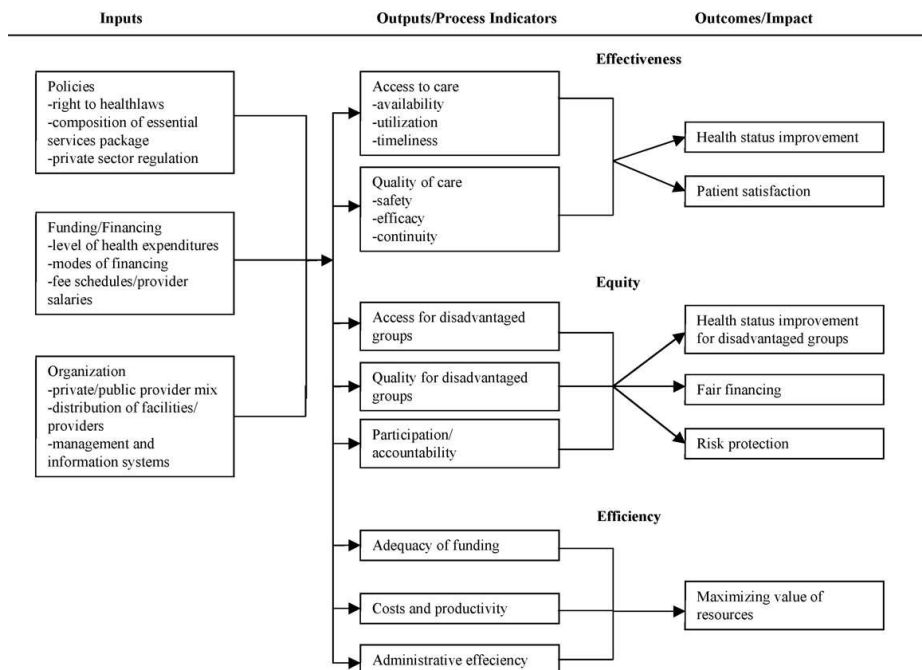 Inputs
Outputs/Process Indicators
Outcomes/Impact
Policies
-right to healthlaws
-composition of essential
services package
-private sector regulation
Funding/Financing
-level of health expenditures
-modes of financing
-fee schedules/provider
salaries
Organization
-private/public provider mix
-distribution of facilities/
providers
-management and
information systems
Effectiveness
Access to care
-availability
-utilization
-timeliness
Quality of care
-safety
-efficacy
-continuity
Health status improvement
Patient satisfaction
Equity
Access for disadvantaged
groups
Quality for disadvantaged
groups
Participation/
accountability
Health status improvement
for disadvantaged groups
Fair financing
Risk protection
Efficiency
Adequacy of funding
Costs and productivity
Administrative effeciency
Maximizing value of
resources